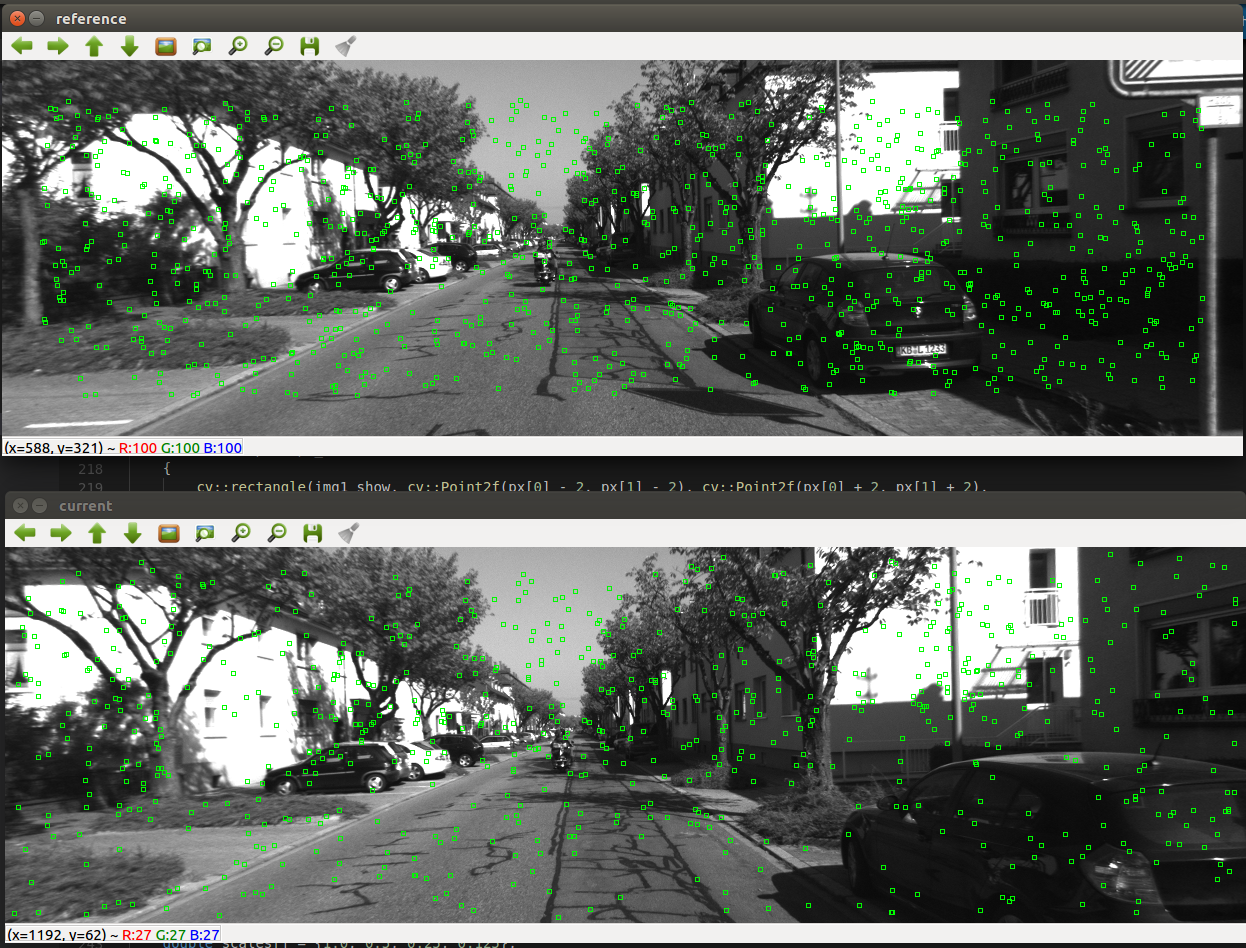 reference
KB·L 1233
(x=588, y=321) ~ R:100 G:100 B:100
218 {
219 cv::rectangle(img1_show, cv::Point2f(px[0] - 2, px[1] - 2), cv::Point2f(px[0] + 2, px[1] + 2),
current
(x=1192, y=62) ~ R:27 G:27 B:27
double scales[] = {1.0, 0.5, 0.25, 0.125};